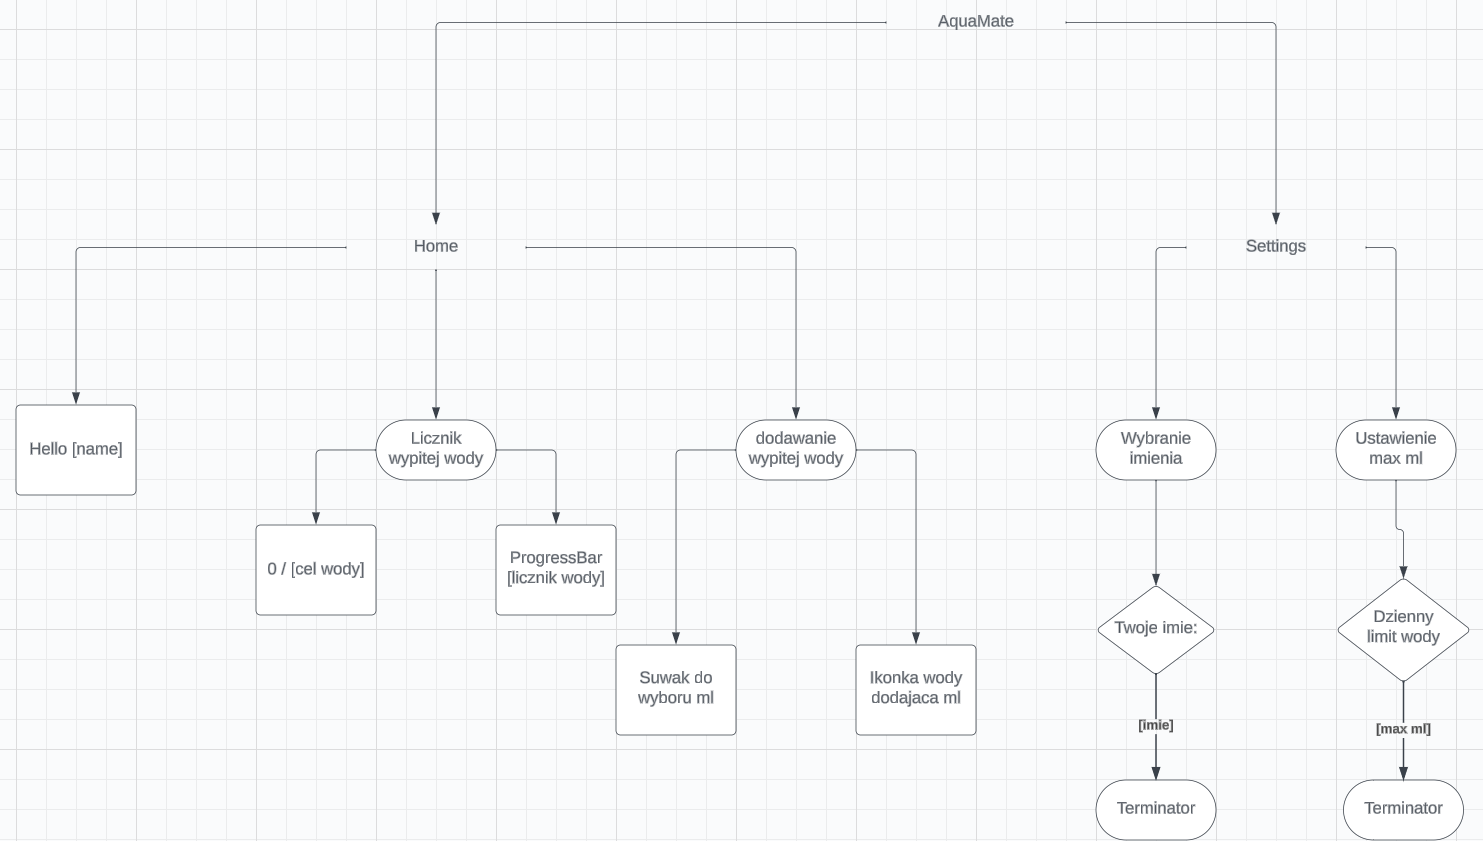 AquaMate
Home
Settings
Hello [name]
Licznik
wypitej wody
dodawanie
wypitej wody
Wybranie
imienia
Ustawienie
max ml
0 / [cel wody]
ProgressBar
[licznik wody]
Suwak do
wyboru ml
Ikonka wody
dodajaca ml
Twoje imie:
Dzienny
limit wody
[imie]
[max ml]
Terminator
Terminator